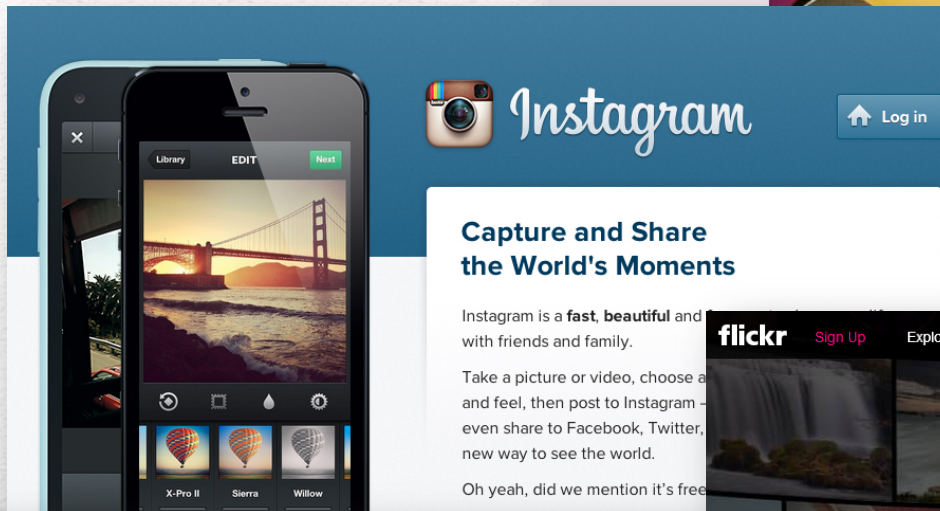 Instagram
Log in
Library
EDIT
Next
Capture and Share
the World's Moments
Instagram is a fast, beautiful and
with friends and family.
Take a picture or video, choose a
and feel, then post to Instagram –
even share to Facebook, Twitter,
new way to see the world.
Oh yeah, did we mention it's free
X-Pro II
Sierra
Willow
flickr
Sign Up